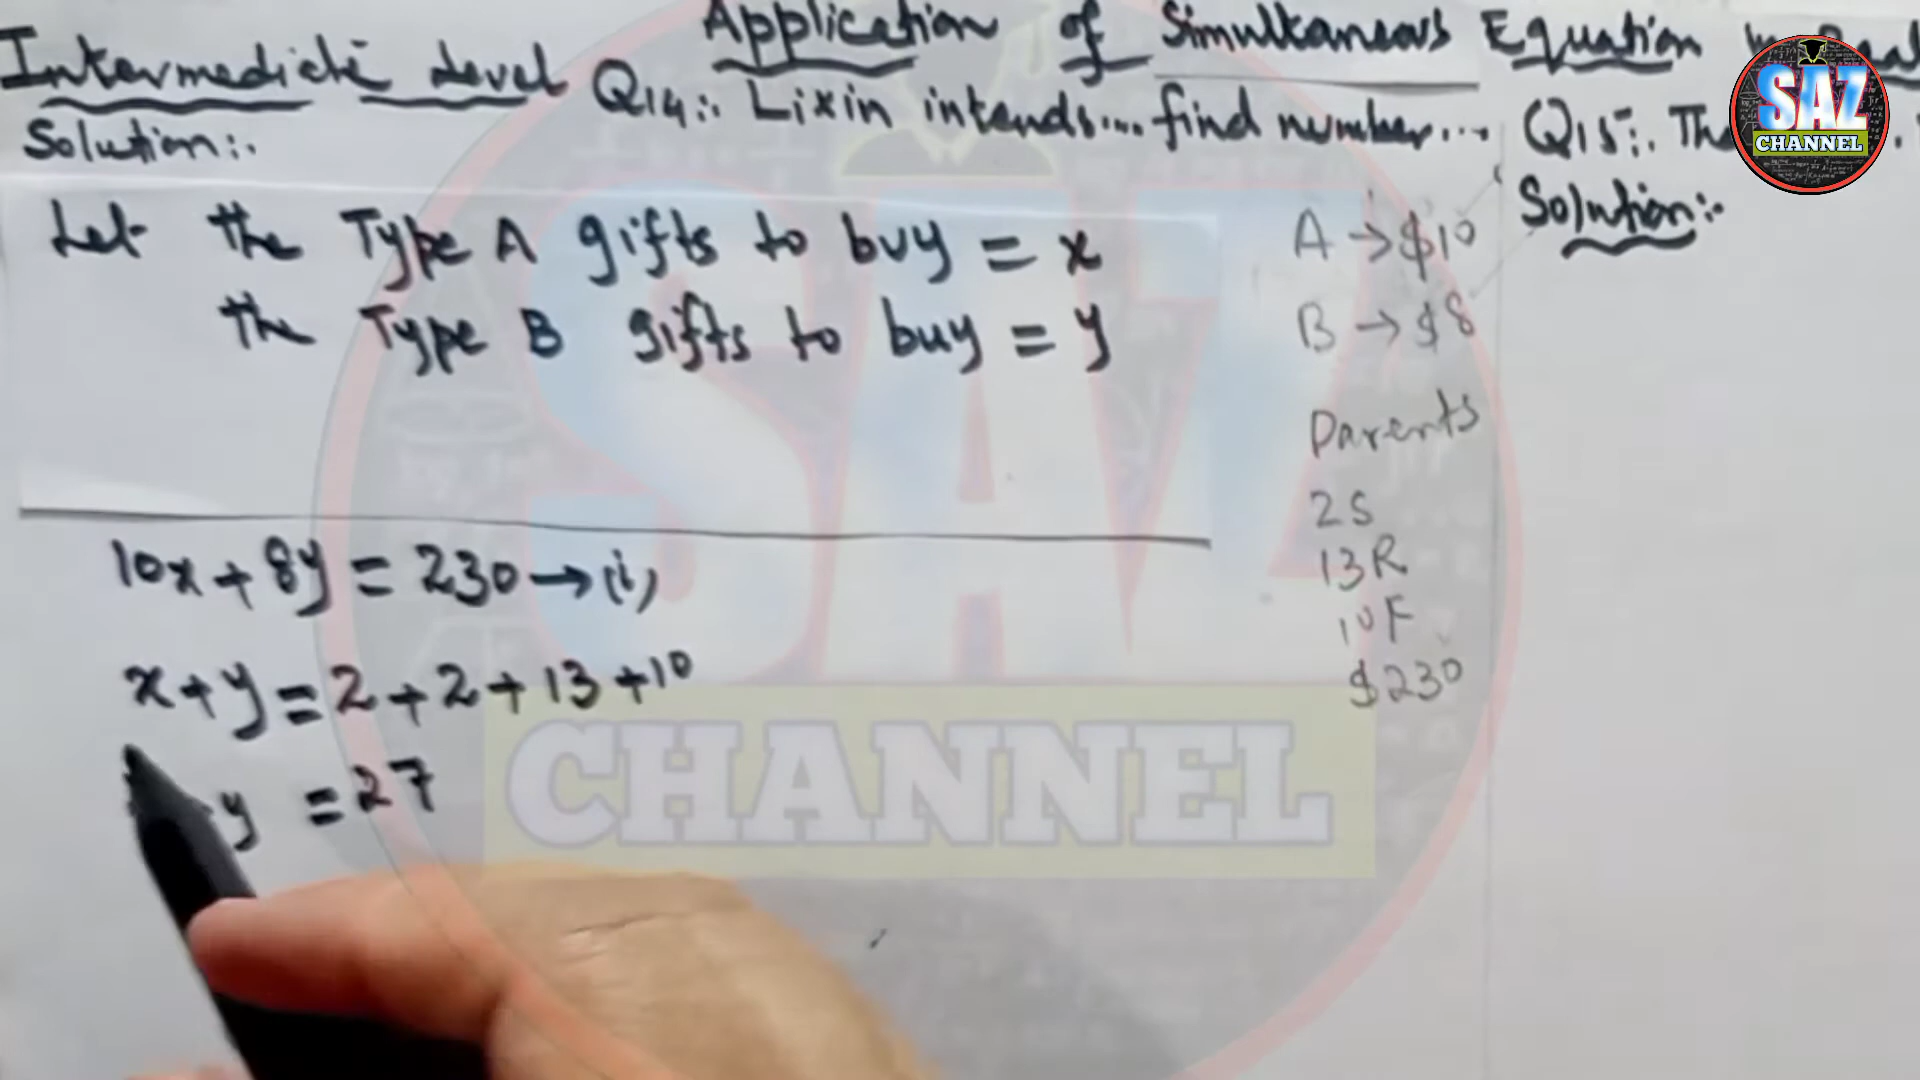 Application of Simultaneous Equation
Intermediate Level Q14:. Lixin intends.... find number.... Q15:.
Solution:.
Solution:.
Let the Type A gifts to buy = x
the Type B gifts to buy = y
A → $10
B → $8
Parents
2S
13R
10F
$230
10x + 8y = 230 → (i)
x + y = 2 + 2 + 13 + 10
y = 27
SAZ
CHANNEL
SAZ
CHANNEL